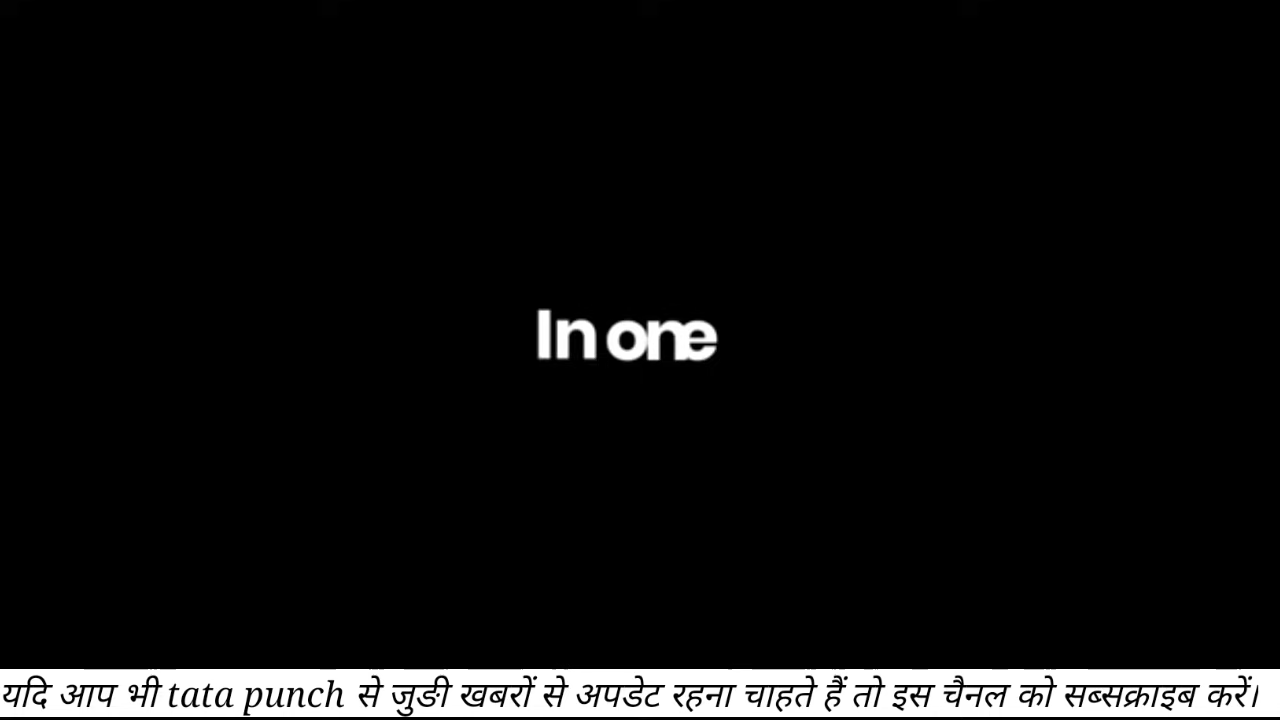 In one
यदि आप भी tata punch से जुङी खबरों से अपडेट रहना चाहते हैं तो इस चैनल को सब्सक्राइब करें।